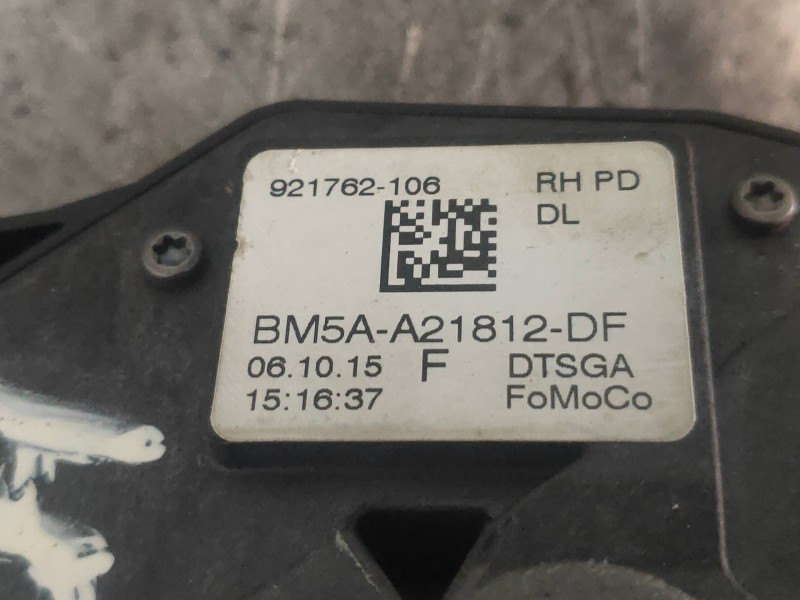 921762-106 RH PD
DL
BM5A-A21812-DF
06.10.15 F DTSGA
15:16:37 FoMoCo